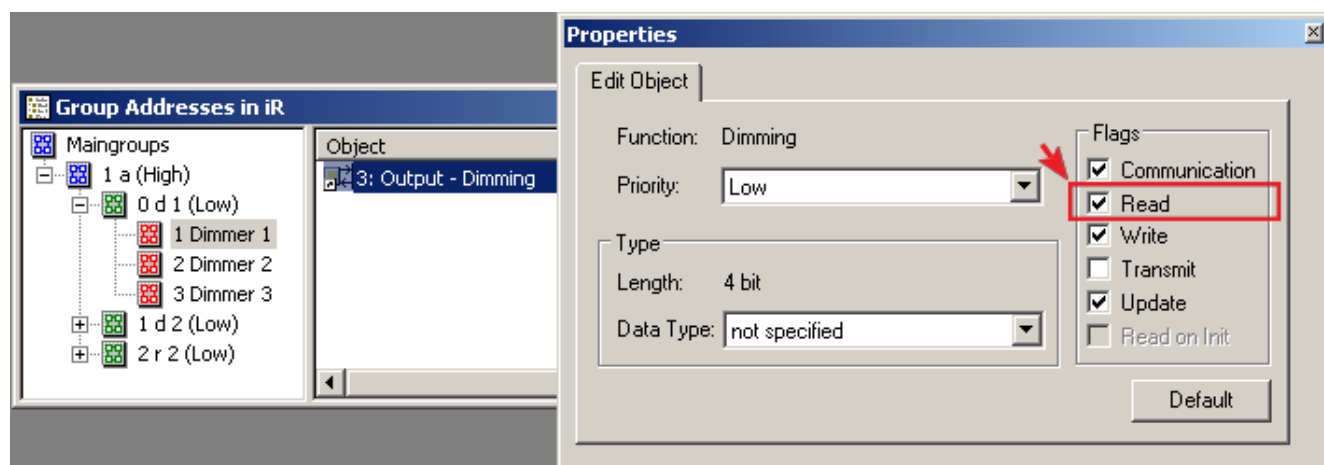 Group Addresses in iR
Maingroups
1 a (High)
0 d 1 (Low)
1 Dimmer 1
2 Dimmer 2
3 Dimmer 3
1 d 2 (Low)
2 r 2 (Low)
Object
3: Output - Dimming
Properties
Edit Object
Function: Dimming
Priority: Low
Type
Length: 4 bit
Data Type: not specified
Flags
Communication
Read
Write
Transmit
Update
Read on Init
Default